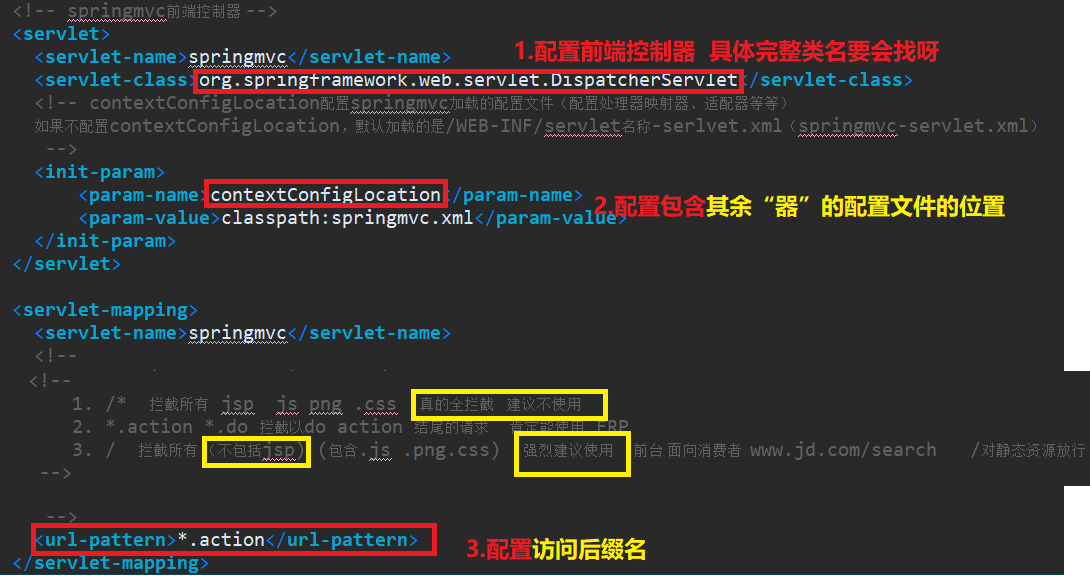 <!-- springmvc前端控制器 -->
<servlet>
<servlet-name>springmvc</servlet-name>
1.配置前端控制器 具体完整类名要会找呀
<servlet-class>org.springframework.web.servlet.DispatcherServlet</servlet-class>
<!-- contextConfigLocation配置springmvc加载的配置文件（配置处理器映射器、适配器等等）
如果不配置contextConfigLocation，默认加载的是/WEB-INF/servlet名称-serlvet.xml（springmvc-servlet.xml）
-->
<init-param>
<param-name>contextConfigLocation</param-name>
2.配置包含其余“器”的配置文件的位置
<param-value>classpath:springmvc.xml</param-value>
</init-param>
</servlet>
<servlet-mapping>
<servlet-name>springmvc</servlet-name>
<!--
<!--
1. /* 拦截所有 jsp js png .css 真的全拦截 建议不使用
2. *.action *.do 拦截以do action 结尾的请求 肯定能使用 ERP
3. / 拦截所有 (不包括jsp) (包含.js .png.css) 强烈建议使用 前台 面向消费者 www.jd.com/search /对静态资源放行
-->
-->
<url-pattern>*.action</url-pattern>
3.配置访问后缀名
</servlet-mapping>